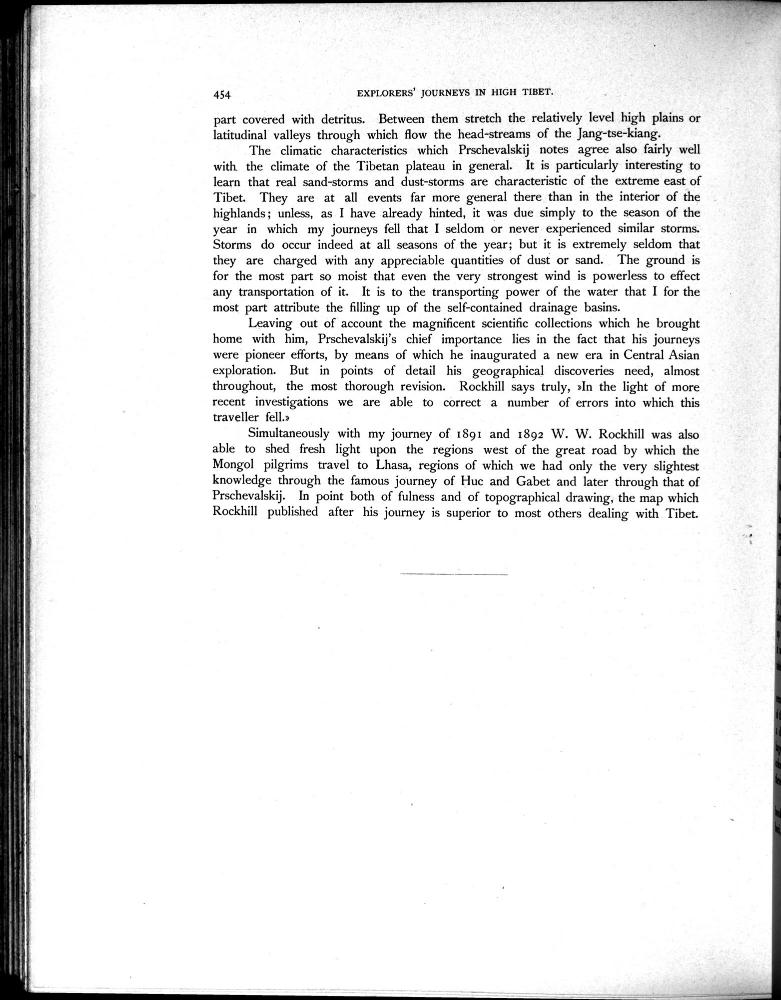 454 EXPLORERS' JOURNEYS IN HIGH TIBET.
part covered with detritus. Between them stretch the relatively level high plains or
latitudinal valleys through which flow the head-streams of the Jang-tse-kiang.
The climatic characteristics which Prschevalskij notes agree also fairly well
with the climate of the Tibetan plateau in general. It is particularly interesting to
learn that real sand-storms and dust-storms are characteristic of the extreme east of
Tibet. They are at all events far more general there than in the interior of the
highlands; unless, as I have already hinted, it was due simply to the season of the
year in which my journeys fell that I seldom or never experienced similar storms.
Storms do occur indeed at all seasons of the year; but it is extremely seldom that
they are charged with any appreciable quantities of dust or sand. The ground is
for the most part so moist that even the very strongest wind is powerless to effect
any transportation of it. It is to the transporting power of the water that I for the
most part attribute the filling up of the self-contained drainage basins.
Leaving out of account the magnificent scientific collections which he brought
home with him, Prschevalskij's chief importance lies in the fact that his journeys
were pioneer efforts, by means of which he inaugurated a new era in Central Asian
exploration. But in points of detail his geographical discoveries need, almost
throughout, the most thorough revision. Rockhill says truly, »In the light of more
recent investigations we are able to correct a number of errors into which this
traveller fell.»
Simultaneously with my journey of 1891 and 1892 W. W. Rockhill was also
able to shed fresh light upon the regions west of the great road by which the
Mongol pilgrims travel to Lhasa, regions of which we had only the very slightest
knowledge through the famous journey of Huc and Gabet and later through that of
Prschevalskij. In point both of fulness and of topographical drawing, the map which
Rockhill published after his journey is superior to most others dealing with Tibet.